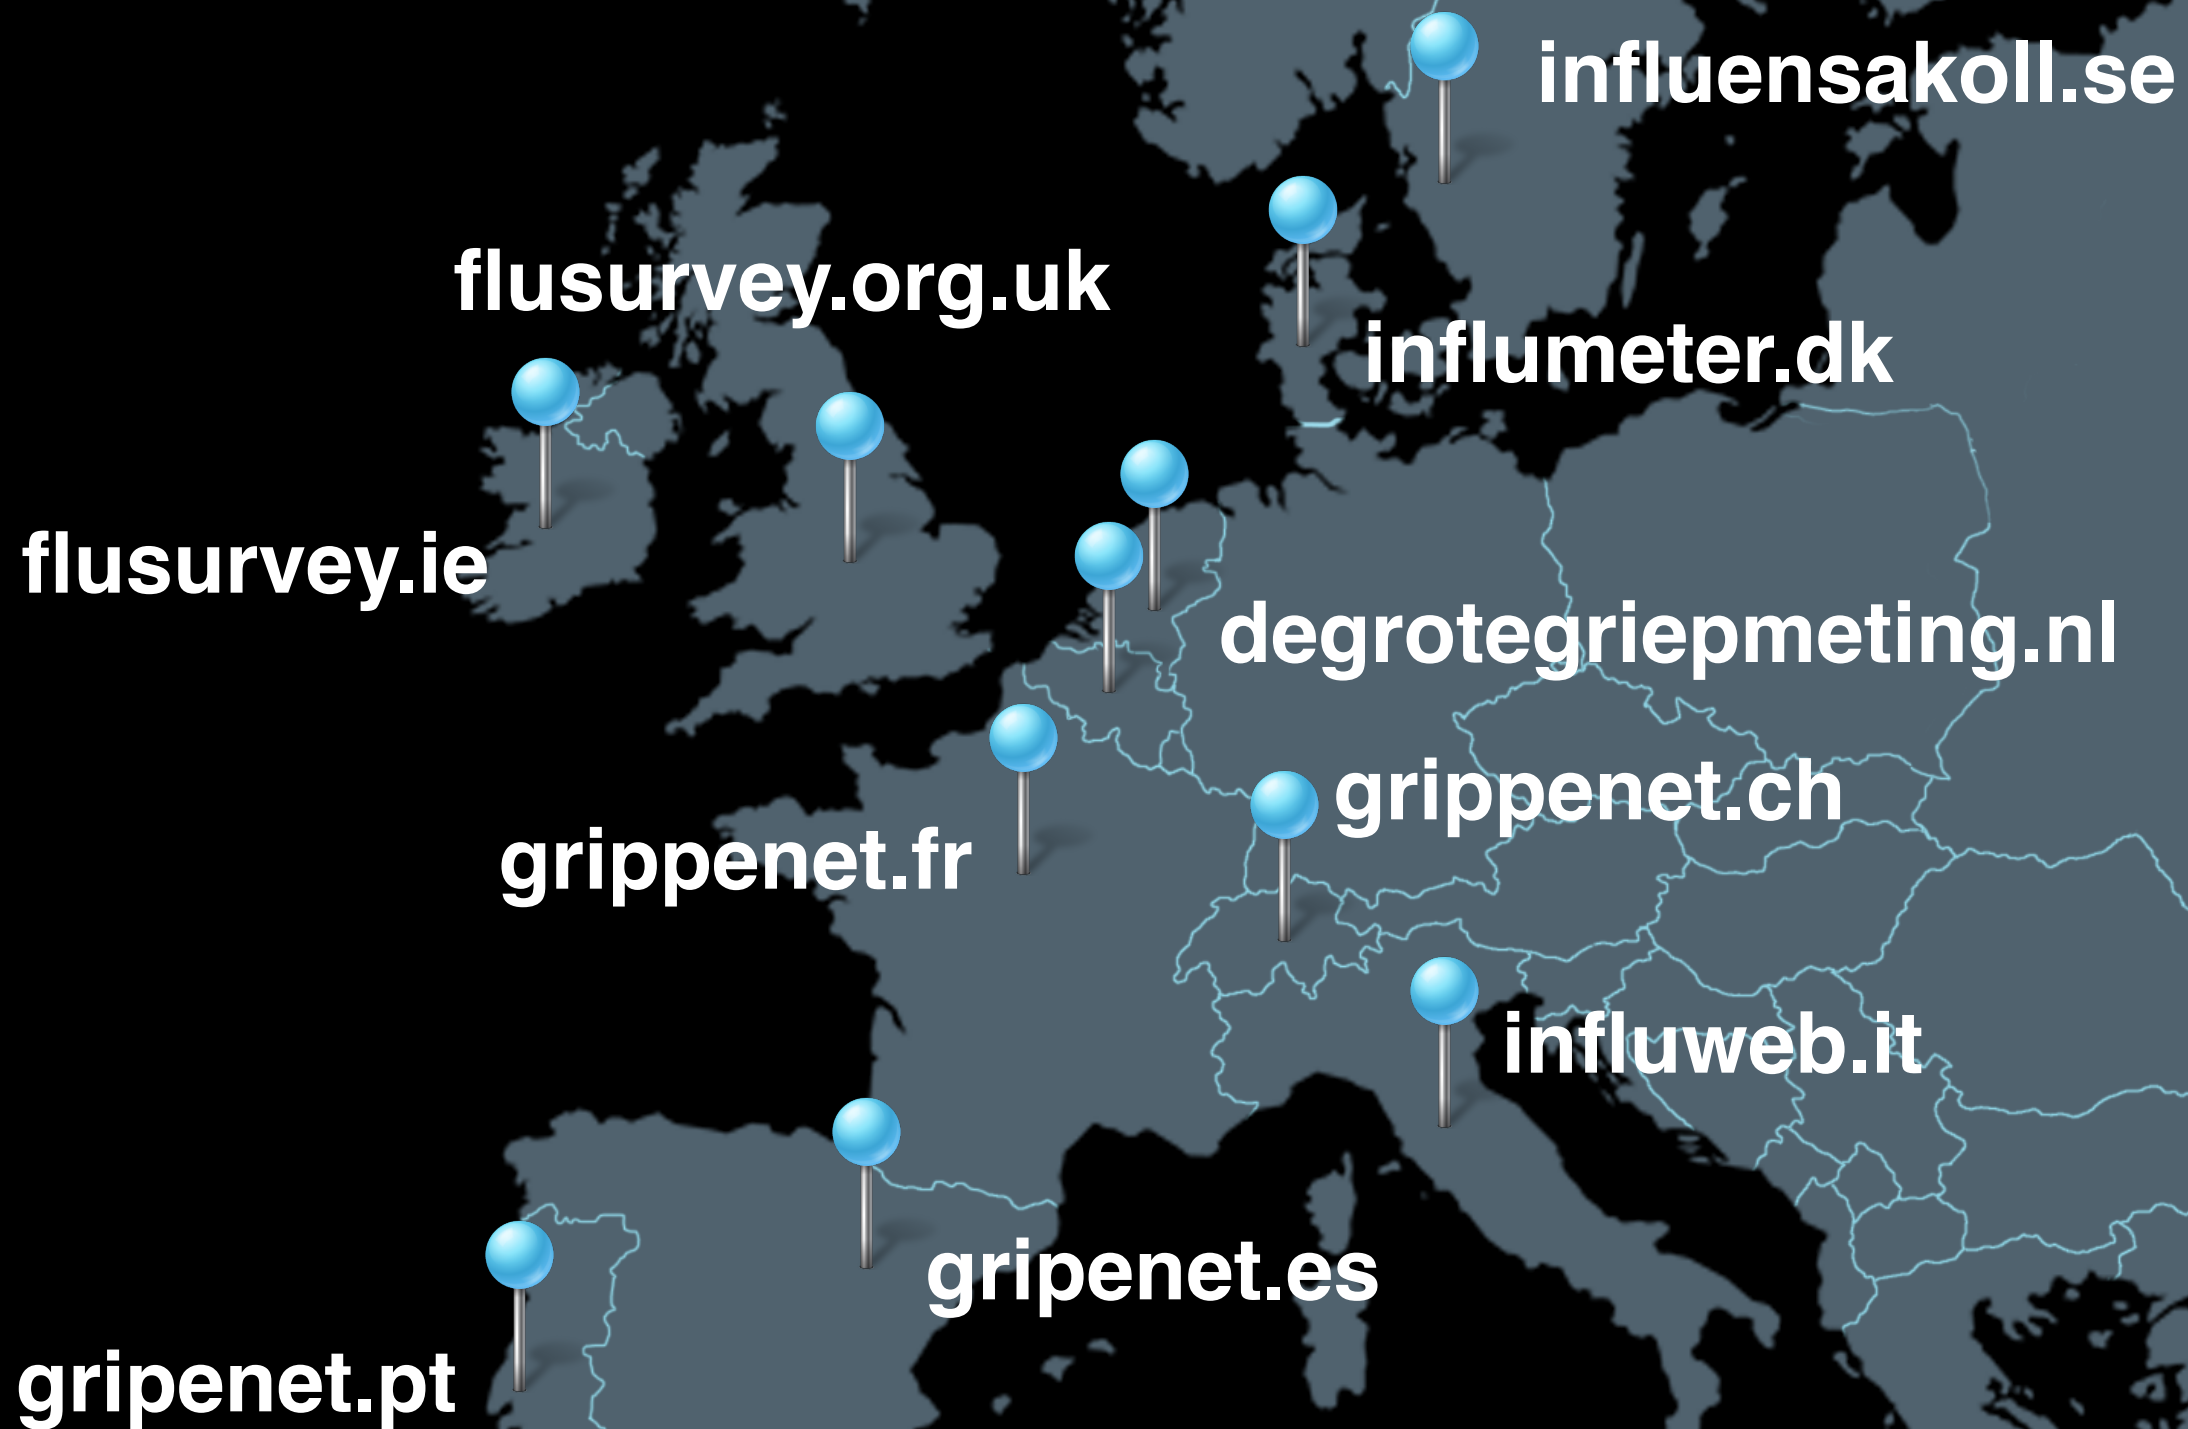 influensakoll.se
flusurvey.org.uk
influmeter.dk
flusurvey.ie
degrotegriepmeting.nl
grippenet.ch
grippenet.fr
influweb.it
gripenet.es
gripenet.pt